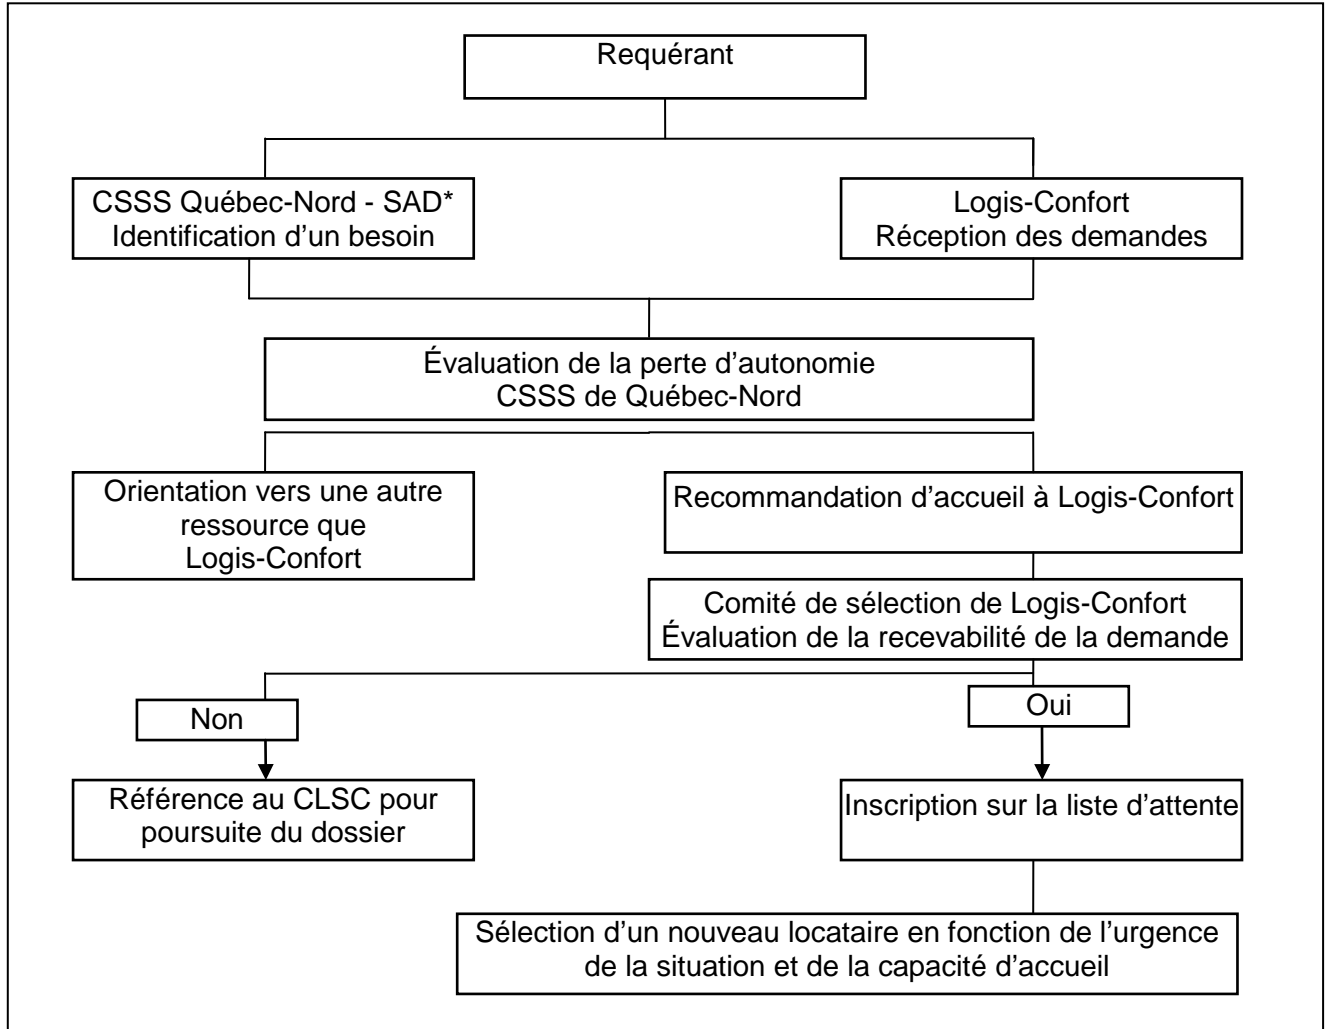 Requérant
CSSS Québec-Nord - SAD*
Identification d’un besoin
Logis-Confort
Réception des demandes
Évaluation de la perte d’autonomie
CSSS de Québec-Nord
Orientation vers une autre
ressource que
Logis-Confort
Recommandation d’accueil à Logis-Confort
Comité de sélection de Logis-Confort
Évaluation de la recevabilité de la demande
Non
Oui
Référence au CLSC pour
poursuite du dossier
Inscription sur la liste d’attente
Sélection d’un nouveau locataire en fonction de l’urgence
de la situation et de la capacité d’accueil